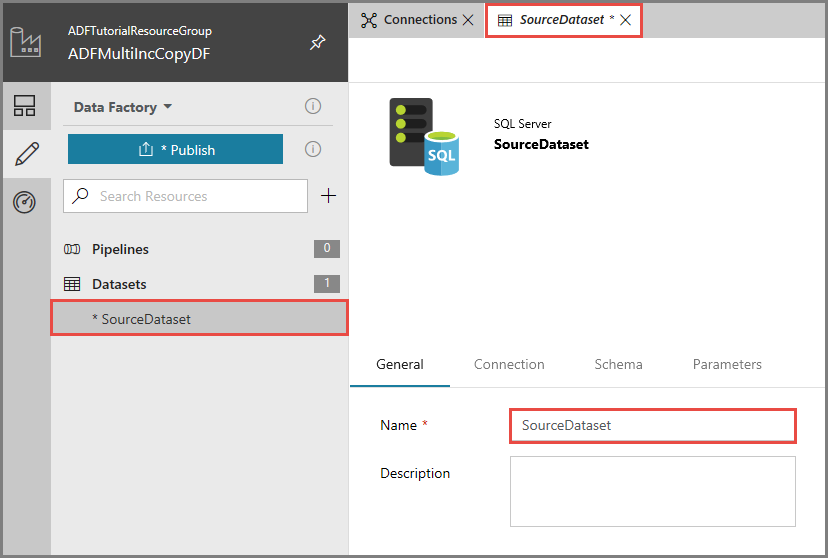 ADFTutorialResourceGroup
ADFMultiIncCopyDF
Connections
SourceDataset *
Data Factory
* Publish
Search Resources
Pipelines 0
Datasets 1
* SourceDataset
SQL
SQL Server
SourceDataset
General Connection Schema Parameters
Name * SourceDataset
Description